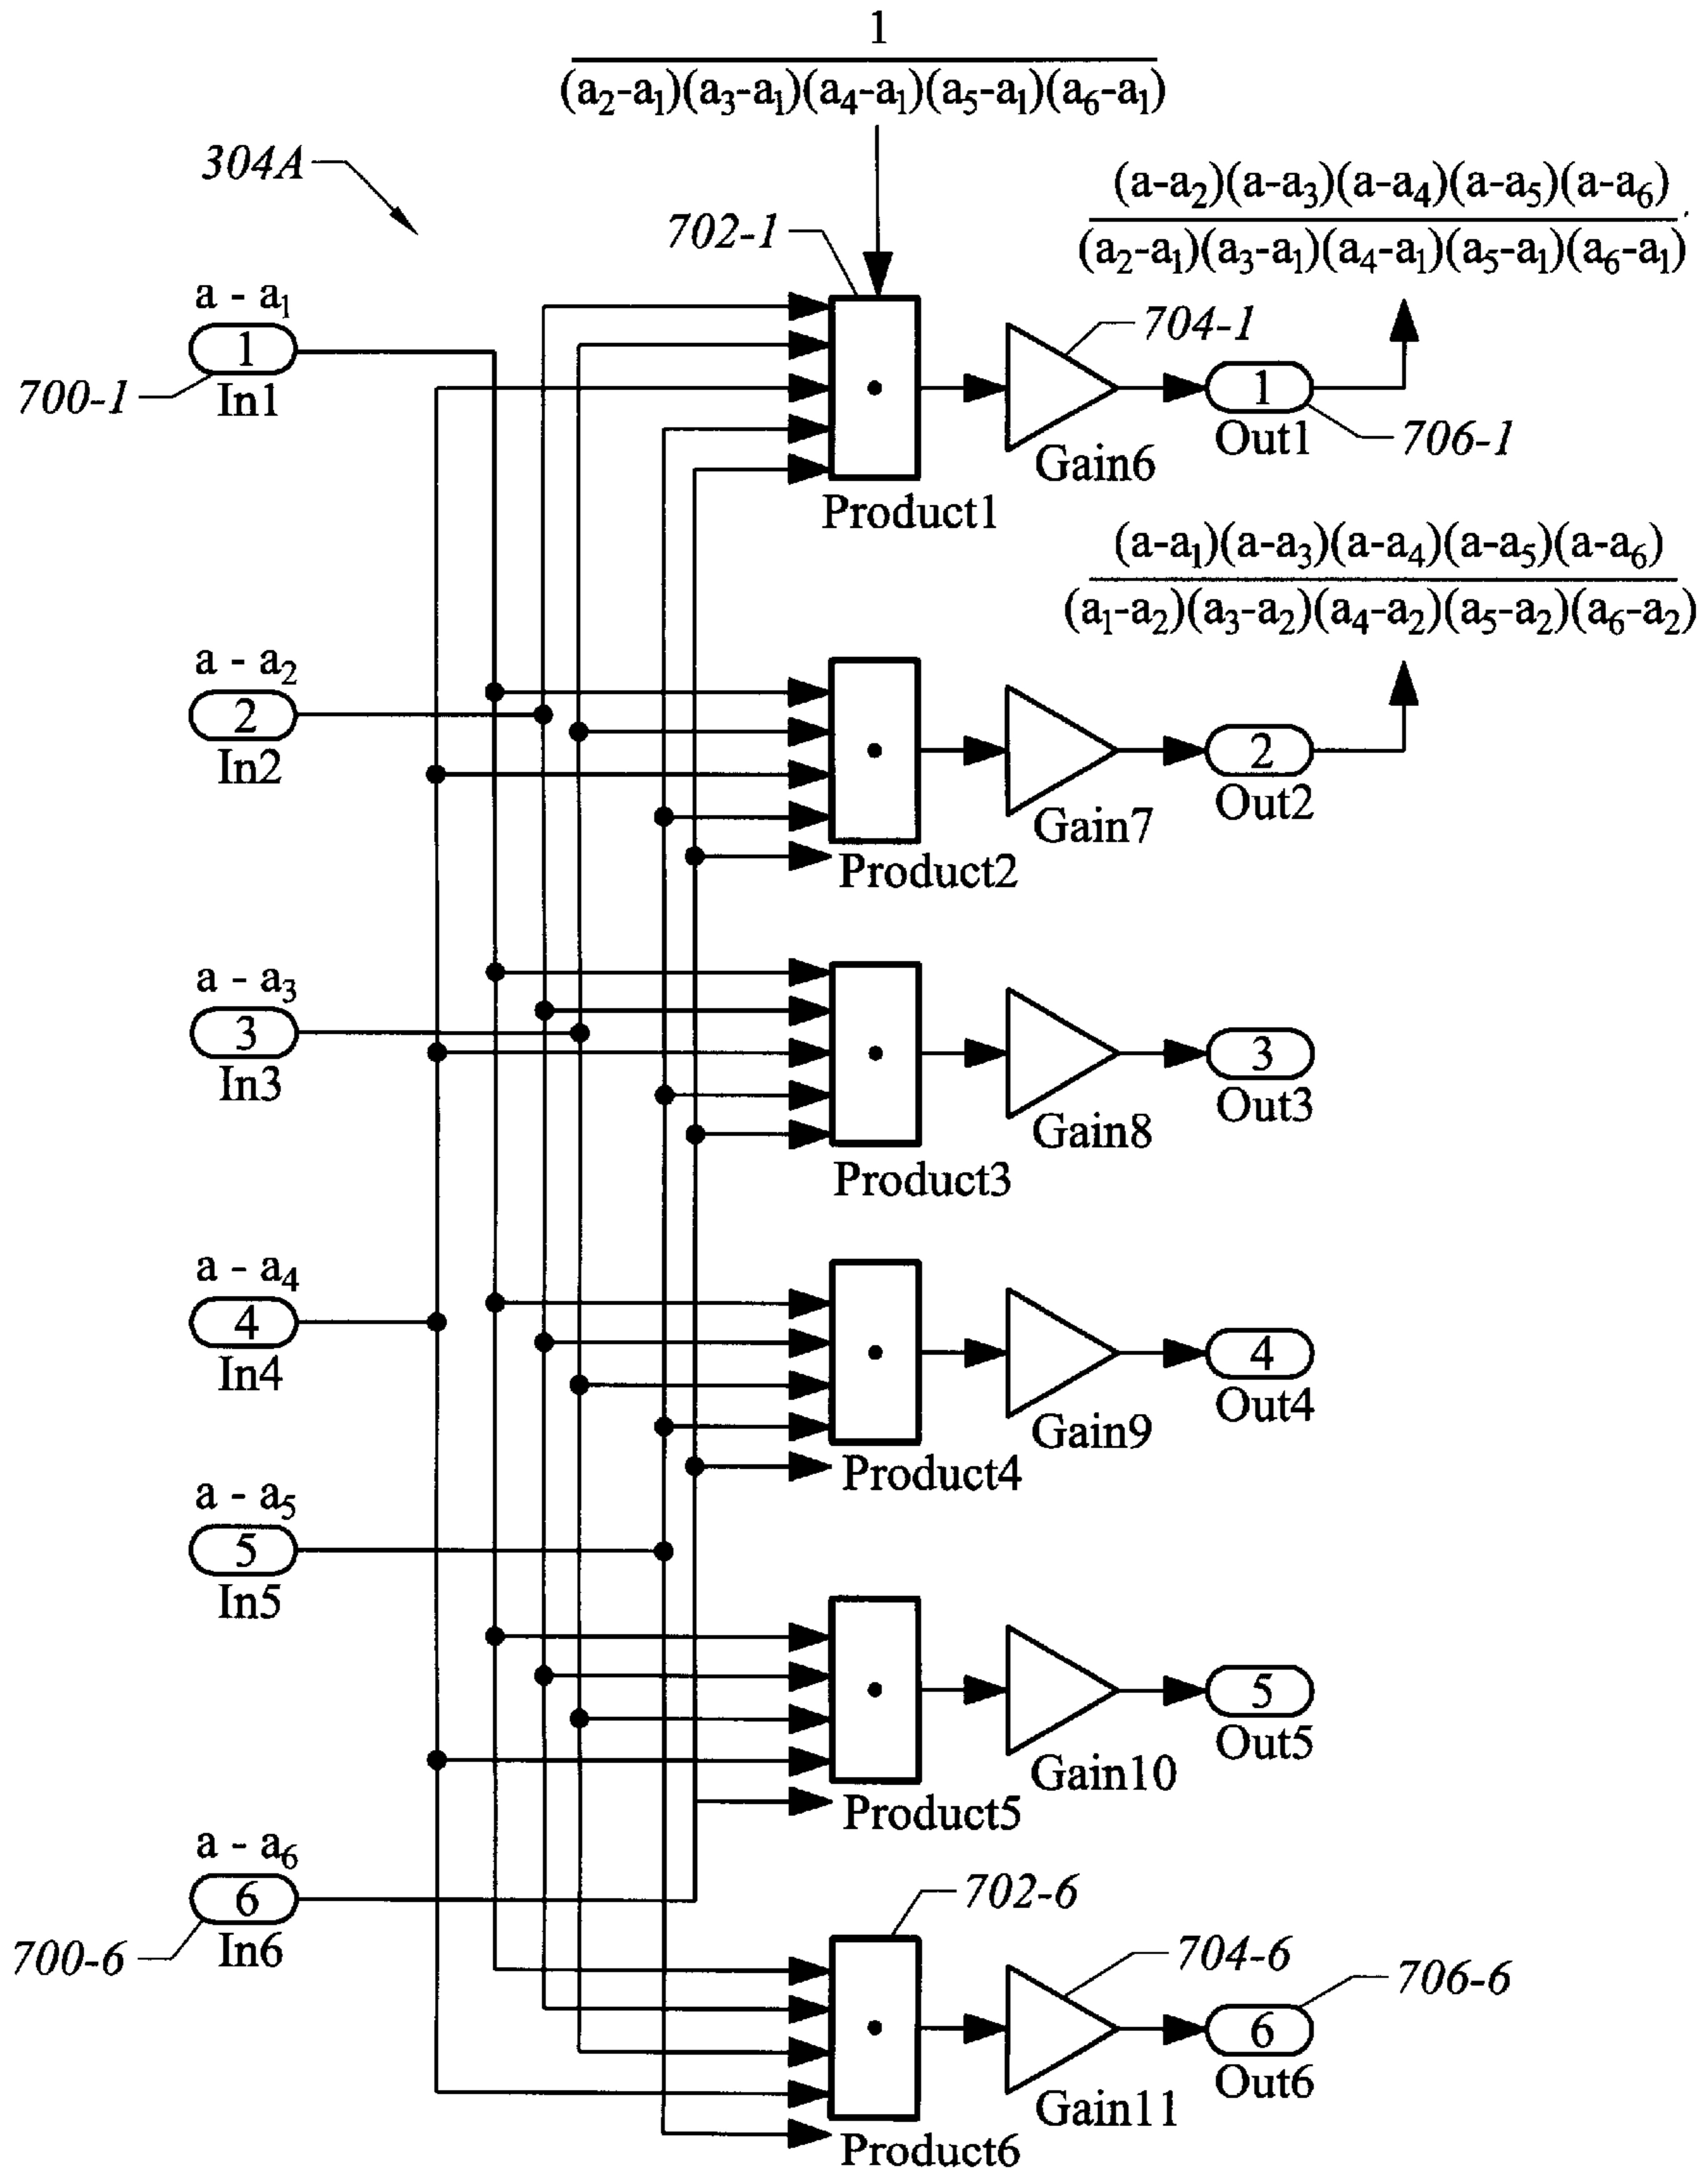 1
(a2-a1)(a3-a1)(a4-a1)(a5-a1)(a6-a1)
304A
(a-a2)(a-a3)(a-a4)(a-a5)(a-a6)
(a2-a1)(a3-a1)(a4-a1)(a5-a1)(a6-a1)
702-1
a - a1
1
In1
700-1
704-1
1
Out1
706-1
Gain6
Product1
(a-a1)(a-a3)(a-a4)(a-a5)(a-a6)
(a1-a2)(a3-a2)(a4-a2)(a5-a2)(a6-a2)
a - a2
2
In2
2
Out2
Gain7
Product2
a - a3
3
In3
3
Out3
Gain8
Product3
a - a4
4
In4
4
Out4
Gain9
Product4
a - a5
5
In5
5
Out5
Gain10
Product5
a - a6
6
In6
700-6
702-6
704-6
706-6
6
Out6
Gain11
Product6